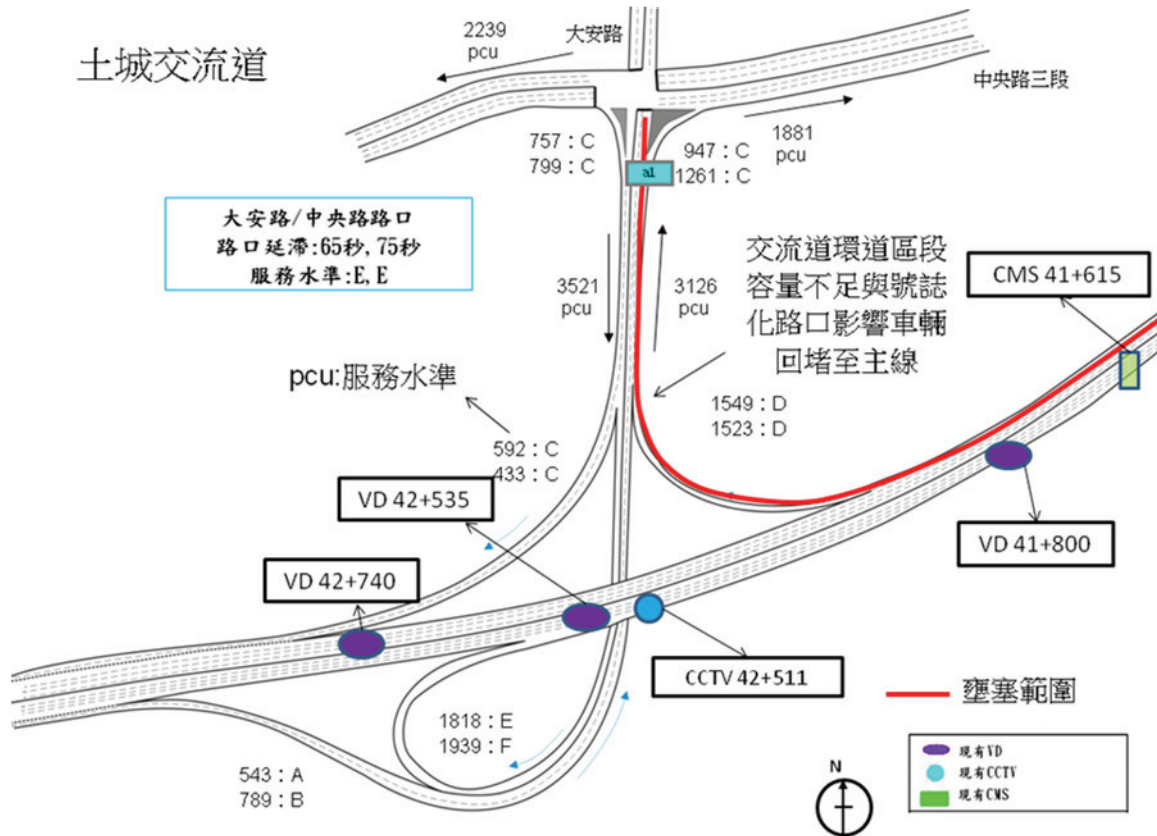 土城交流道
2239
pcu
大安路
中央路三段
1881
pcu
757:C
799:C
947:C
1261:C
a1
大安路/中央路路口
路口延滯:65秒, 75秒
服務水準:E, E
3521
pcu
3126
pcu
交流道環道區段
容量不足與號誌
化路口影響車輛
回堵至主線
CMS 41+615
pcu:服務水準
592:C
433:C
1549:D
1523:D
VD 42+535
VD 41+800
VD 42+740
CCTV 42+511
壅塞範圍
1818:E
1939:F
543:A
789:B
N
現有VD
現有CCTV
現有CMS